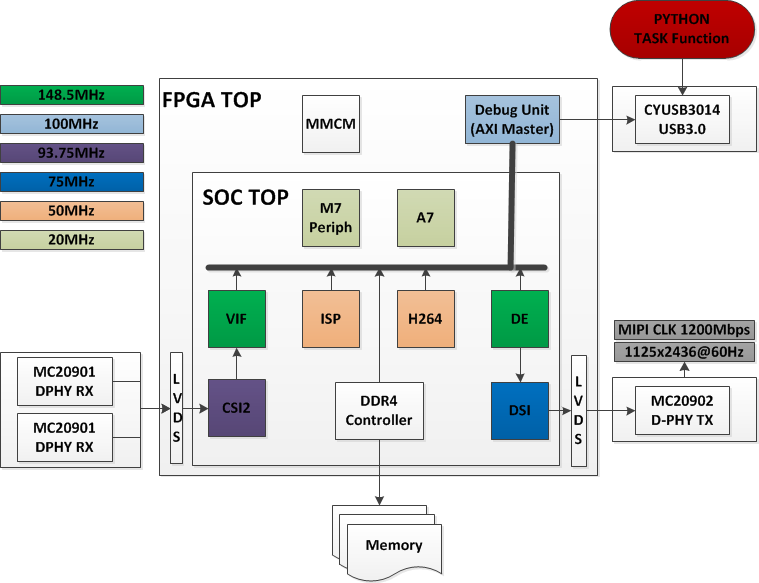 PYTHON
TASK Function
148.5MHz
100MHz
93.75MHz
75MHz
50MHz
20MHz
FPGA TOP
MMCM
Debug Unit
(AXI Master)
CYUSB3014
USB3.0
SOC TOP
M7
Periph
A7
VIF
ISP
H264
DE
MIPI CLK 1200Mbps
1125x2436@60Hz
MC20901
DPHY RX
MC20901
DPHY RX
LVDS
CSI2
DDR4
Controller
DSI
LVDS
MC20902
D-PHY TX
Memory